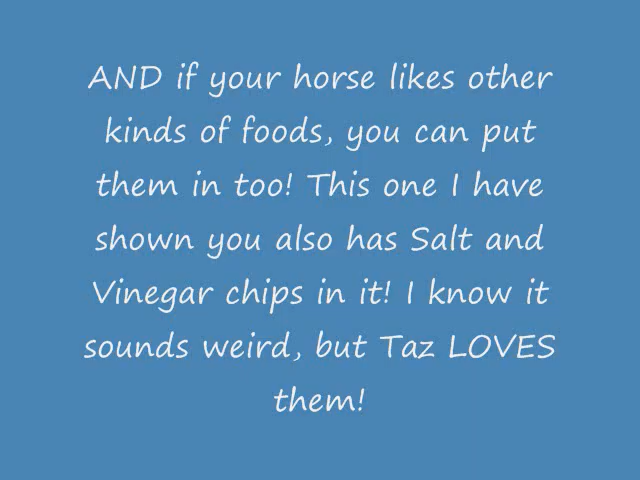 AND if your horse likes other
kinds of foods, you can put
them in too! This one I have
shown you also has Salt and
Vinegar chips in it! I know it
sounds weird, but Taz LOVES
them!